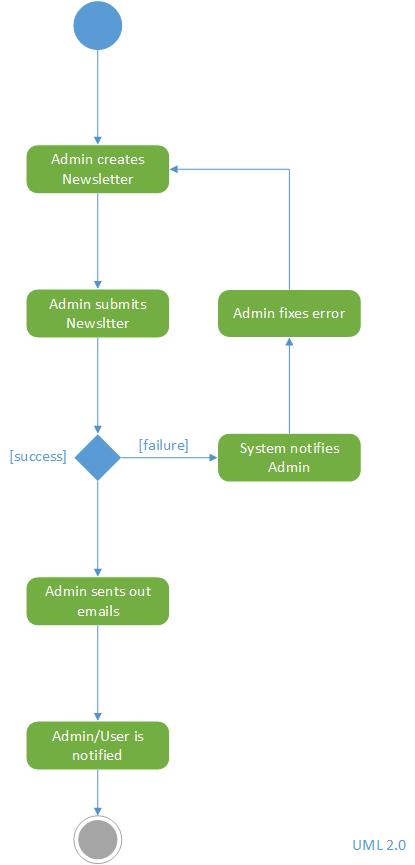 Admin creates
Newsletter
Admin submits
Newsltter
Admin fixes error
[success]
[failure]
System notifies
Admin
Admin sents out
emails
Admin/User is
notified
UML 2.0